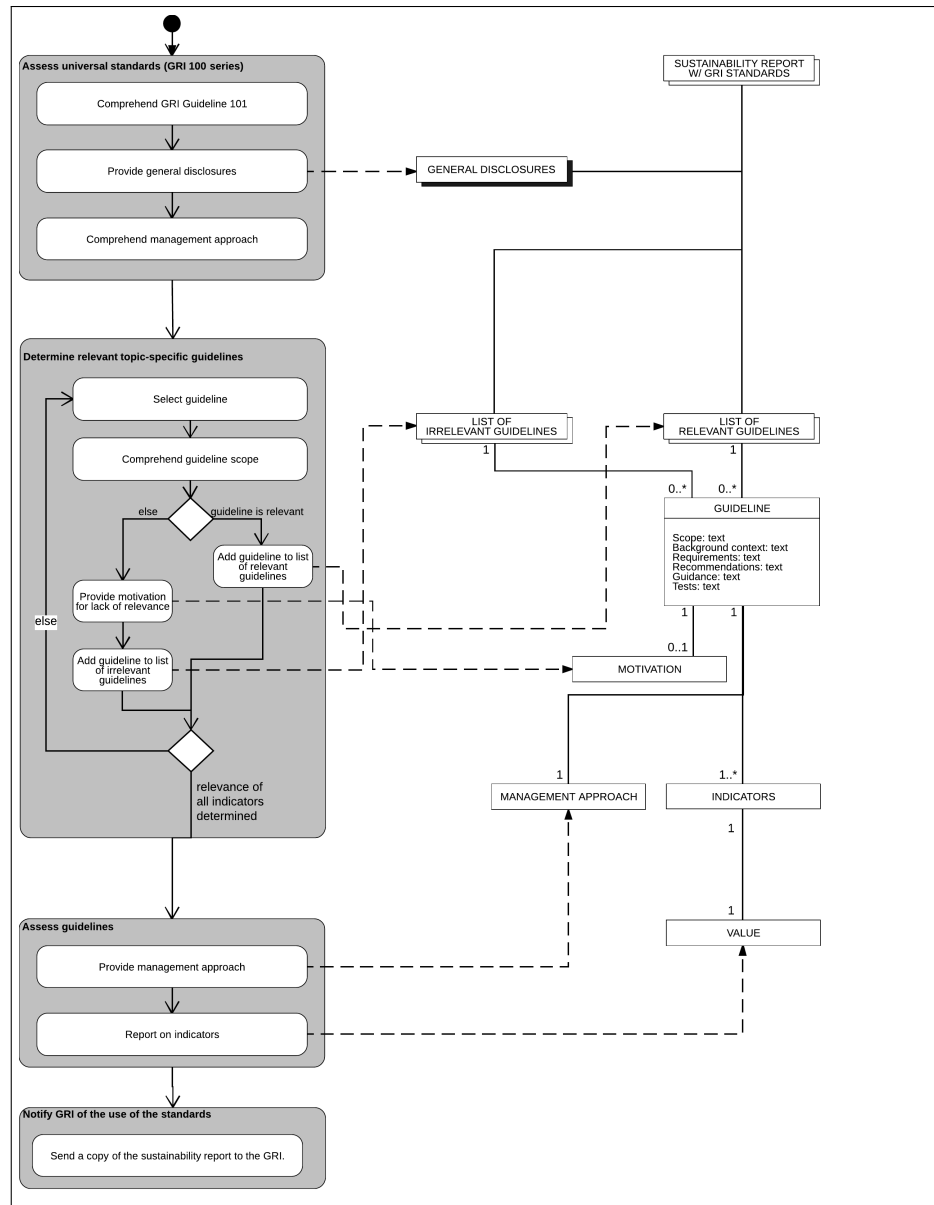 Assess universal standards (GRI 100 series)
Comprehend GRI Guideline 101
Provide general disclosures
Comprehend management approach
SUSTAINABILITY REPORT
W/ GRI STANDARDS
GENERAL DISCLOSURES
Determine relevant topic-specific guidelines
Select guideline
Comprehend guideline scope
else
guideline is relevant
Add guideline to list
of relevant
guidelines
Provide motivation
for lack of relevance
else
Add guideline to list
of irrelevant
guidelines
relevance of
all indicators
determined
LIST OF
IRRELEVANT GUIDELINES
1
LIST OF
RELEVANT GUIDELINES
1
0..*
0..*
GUIDELINE
Scope: text
Background context: text
Requirements: text
Recommendations: text
Guidance: text
Tests: text
1
1
0..1
MOTIVATION
1
1..*
MANAGEMENT APPROACH
INDICATORS
1
1
VALUE
Assess guidelines
Provide management approach
Report on indicators
Notify GRI of the use of the standards
Send a copy of the sustainability report to the GRI.